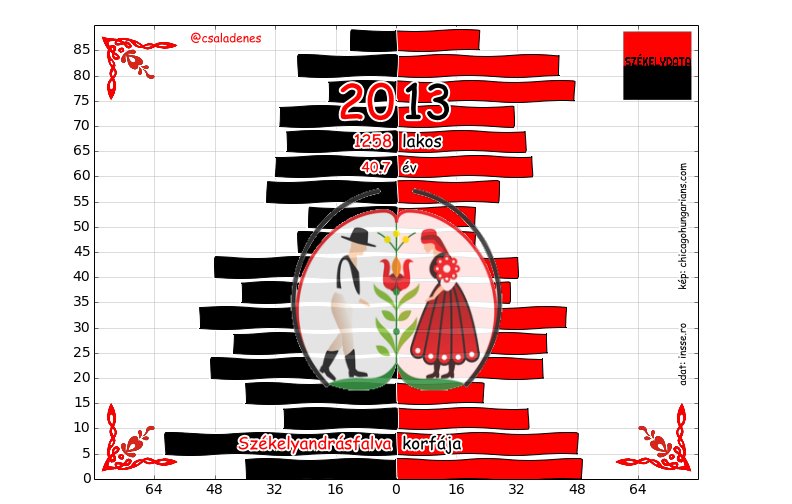 @csaladenes
SZÉKELYDATA
2013
1258 lakos
40.7 év
kép: chicagohungarians.com
adat: insse.ro
Székelyandrásfalva korfája
85
80
75
70
65
60
55
50
45
40
35
30
25
20
15
10
5
0
64 48 32 16 0 16 32 48 64